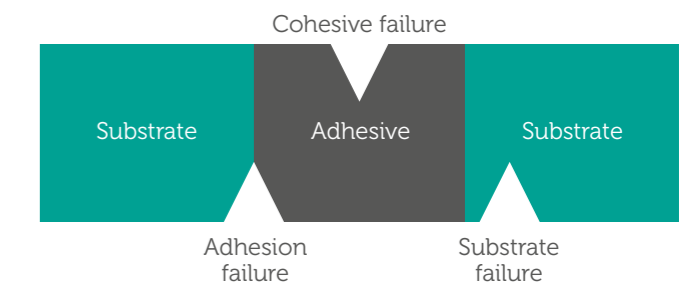 Cohesive failure
Substrate
Adhesive
Substrate
Adhesion
failure
Substrate
failure